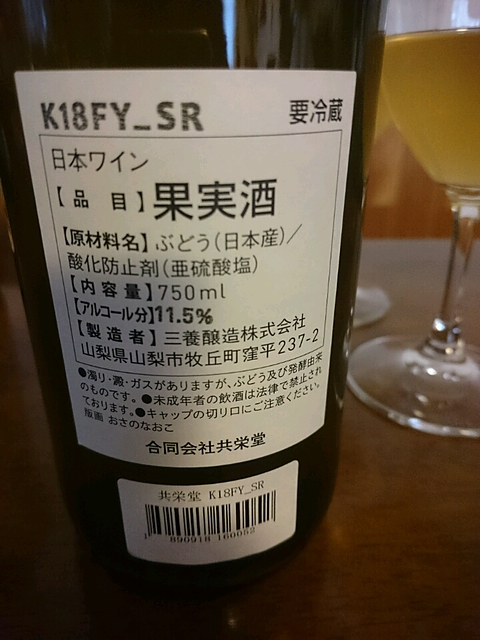 K18FY_SR
要冷蔵
日本ワイン
【品 目】果実酒
【原材料名】ぶどう(日本産)/
酸化防止剤(亜硫酸塩)
【内 容 量】750ml
【アルコール分】11.5%
【製 造 者】三養醸造株式会社
山梨県山梨市牧丘町窪平237-2
●濁り・澱・ガスがありますが、ぶどう及び発酵由来
のものです。●未成年者の飲酒は法律で禁止され
ております。●キャップの切り口にご注意ください。
版画 おさのなおこ
合同会社共栄堂
共栄堂 K18FY_SR
1 890918 160052